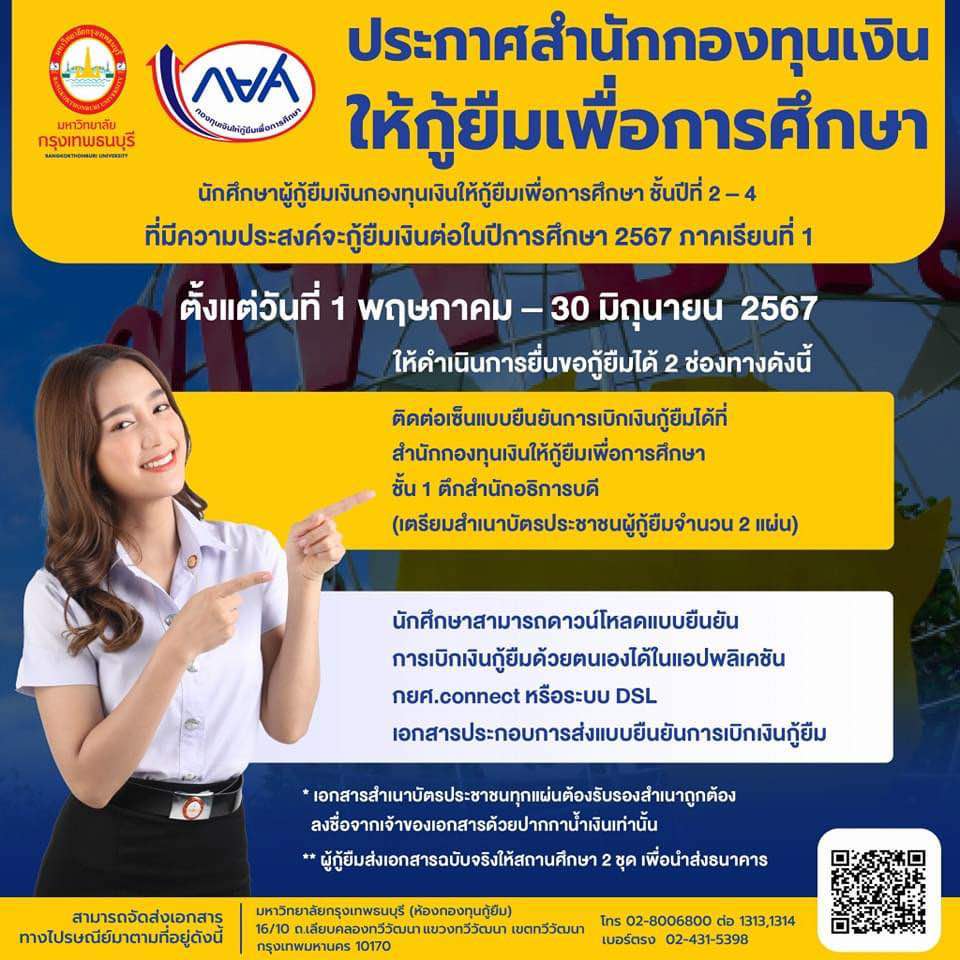 ประกาศสำนักกองทุนเงิน
ให้กู้ยืมเพื่อการศึกษา
มหาวิทยาลัยกรุงเทพธนบุรี
BANGKOKTHONBURI UNIVERSITY
มหาวิทยาลัย
กรุงเทพธนบุรี
BANGKOKTHONBURI UNIVERSITY
กยศ
กองทุนเงินให้กู้ยืมเพื่อการศึกษา
นักศึกษาผู้กู้ยืมเงินกองทุนเงินให้กู้ยืมเพื่อการศึกษา ชั้นปีที่ 2 – 4
ที่มีความประสงค์จะกู้ยืมเงินต่อในปีการศึกษา 2567 ภาคเรียนที่ 1
ตั้งแต่วันที่ 1 พฤษภาคม – 30 มิถุนายน 2567
ให้ดำเนินการยื่นขอกู้ยืมได้ 2 ช่องทางดังนี้
ติดต่อเซ็นแบบยืนยันการเบิกเงินกู้ยืมได้ที่
สำนักกองทุนเงินให้กู้ยืมเพื่อการศึกษา
ชั้น 1 ตึกสำนักอธิการบดี
(เตรียมสำเนาบัตรประชาชนผู้กู้ยืมจำนวน 2 แผ่น)
นักศึกษาสามารถดาวน์โหลดแบบยืนยัน
การเบิกเงินกู้ยืมด้วยตนเองได้ในแอปพลิเคชัน
กยศ.connect หรือระบบ DSL
เอกสารประกอบการส่งแบบยืนยันการเบิกเงินกู้ยืม
* เอกสารสำเนาบัตรประชาชนทุกแผ่นต้องรับรองสำเนาถูกต้อง
ลงชื่อจากเจ้าของเอกสารด้วยปากกาน้ำเงินเท่านั้น
** ผู้กู้ยืมส่งเอกสารฉบับจริงให้สถานศึกษา 2 ชุด เพื่อนำส่งธนาคาร
สามารถจัดส่งเอกสาร
ทางไปรษณีย์มาตามที่อยู่ดังนี้
มหาวิทยาลัยกรุงเทพธนบุรี (ห้องกองทุนกู้ยืม)
16/10 ถ.เลียบคลองทวีวัฒนา แขวงทวีวัฒนา เขตทวีวัฒนา
กรุงเทพมหานคร 10170
โทร 02-8006800 ต่อ 1313,1314
เบอร์ตรง 02-431-5398